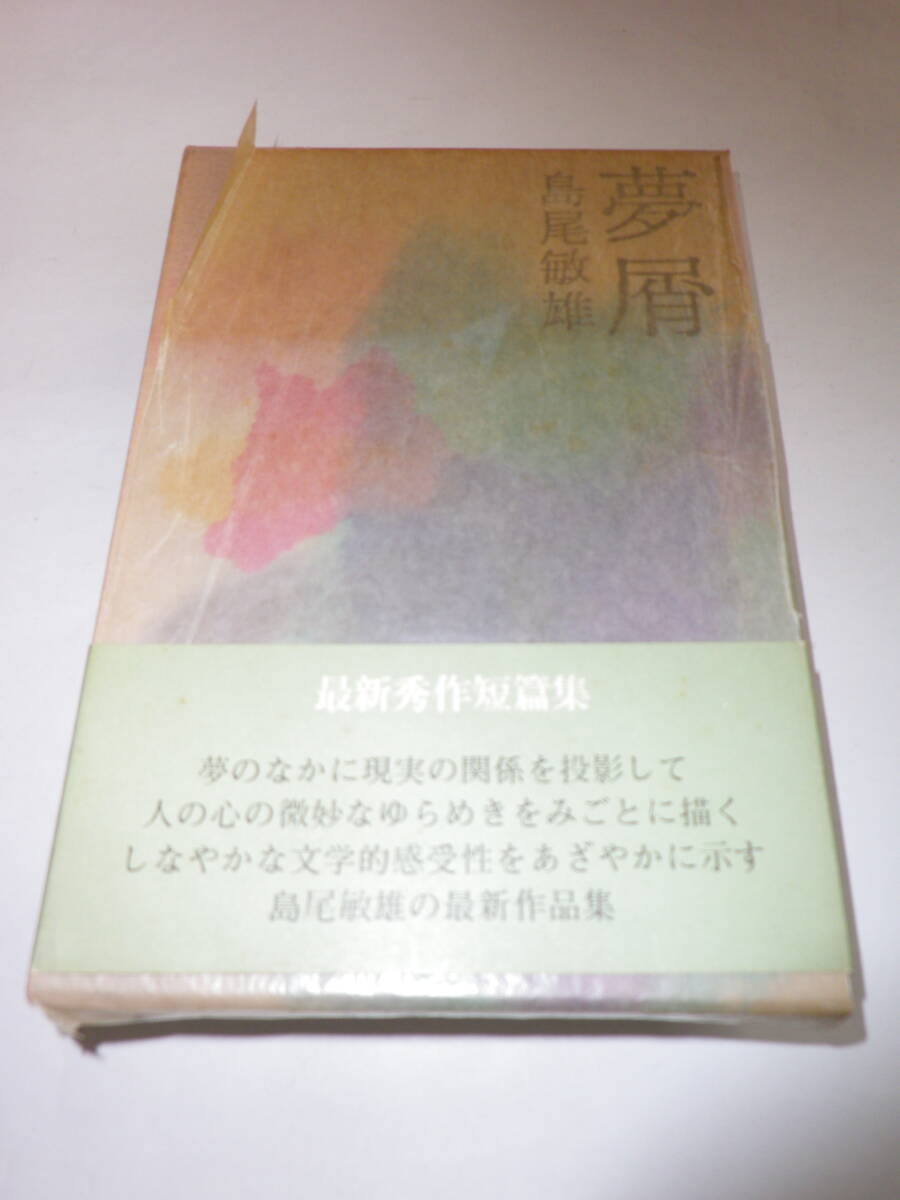 夢屑
島尾敏雄
最新秀作短篇集
夢のなかに現実の関係を投影して
人の心の微妙なゆらめきをみごとに描く
しなやかな文学的感受性をあざやかに示す
島尾敏雄の最新作品集